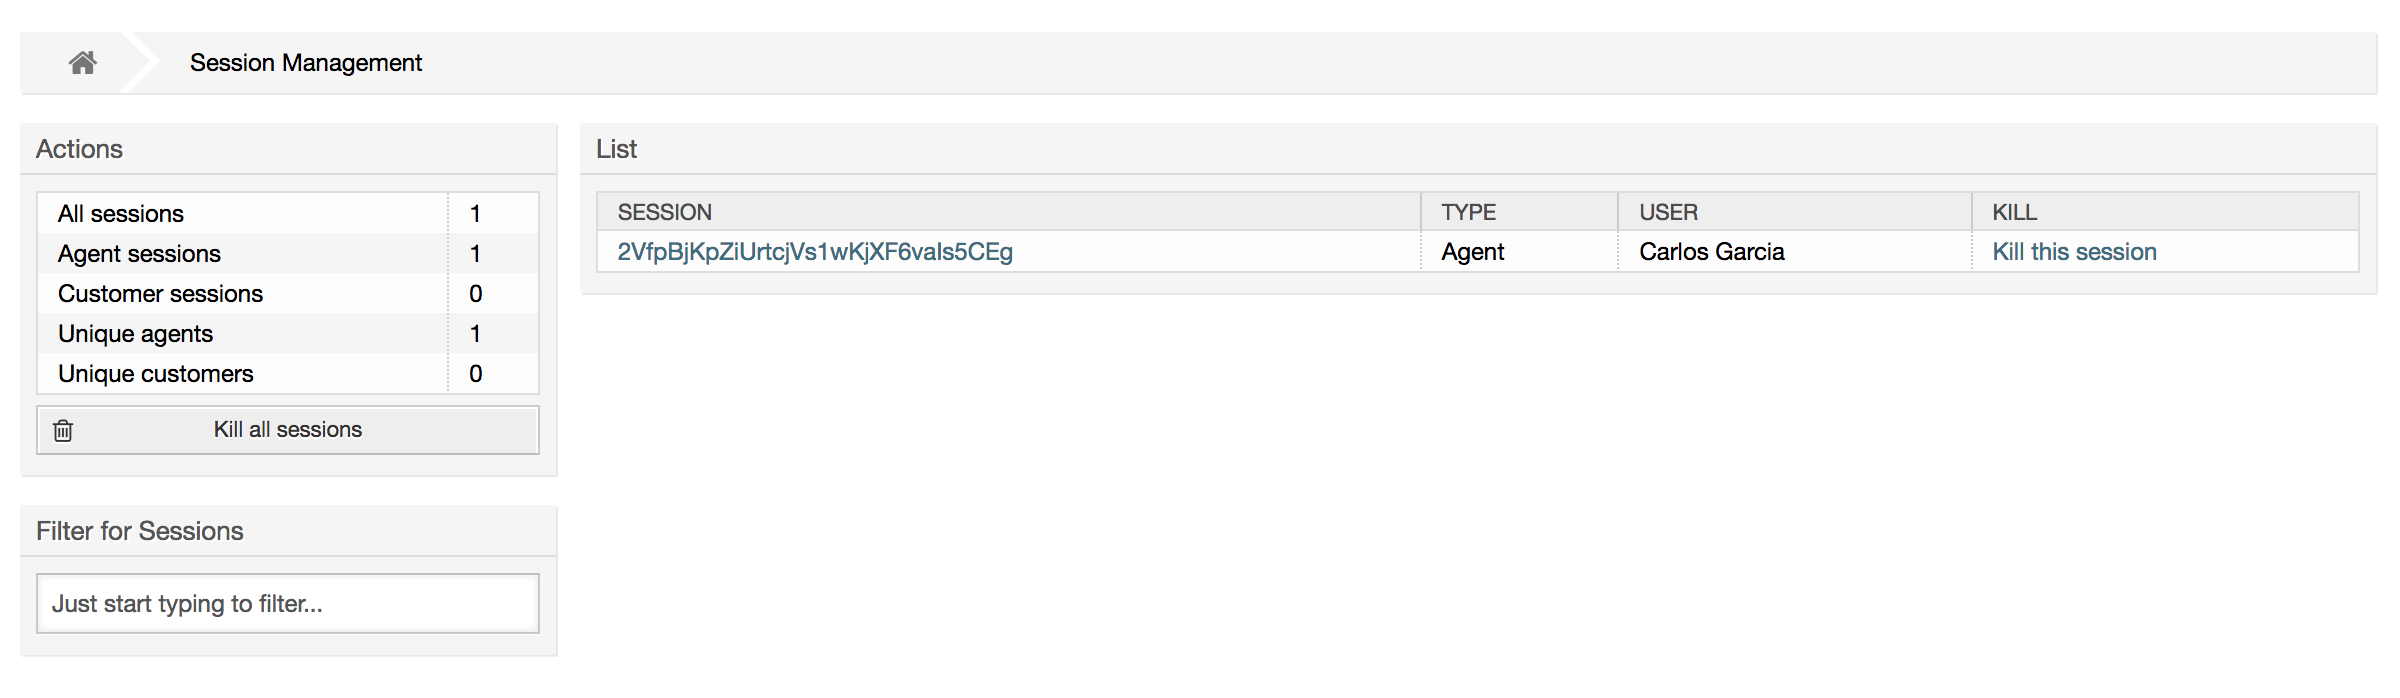 Session Management
Actions
All sessions 1
Agent sessions 1
Customer sessions 0
Unique agents 1
Unique customers 0
Kill all sessions
Filter for Sessions
Just start typing to filter...
List
SESSION TYPE USER KILL
2VfpBjKpZiUrtcjVs1wKjXF6vaIs5CEg Agent Carlos Garcia Kill this session